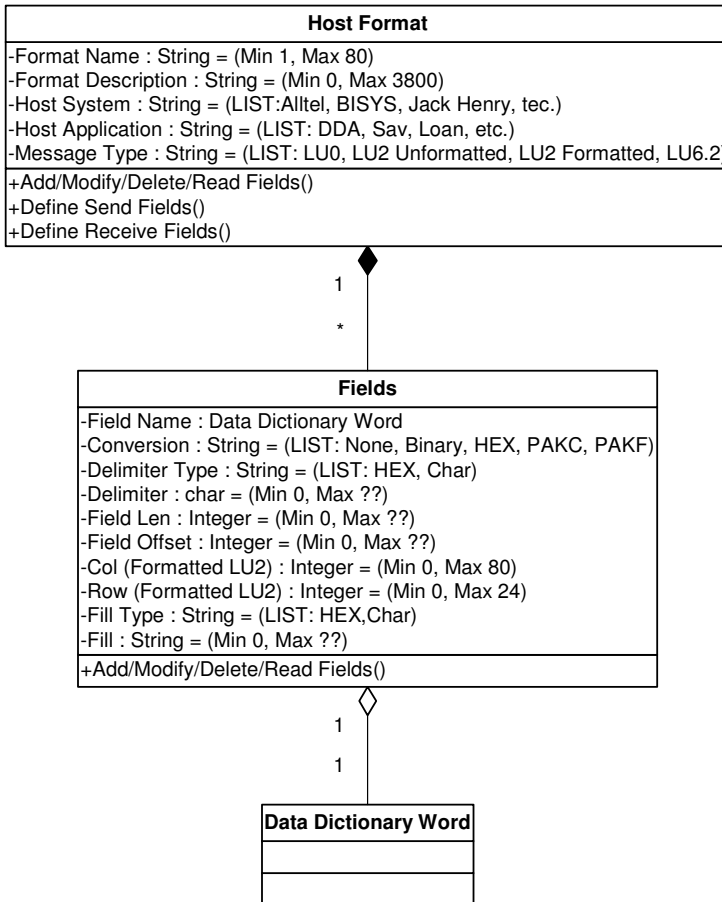 Host Format
-Format Name : String = (Min 1, Max 80)
-Format Description : String = (Min 0, Max 3800)
-Host System : String = (LIST:Alltel, BISYS, Jack Henry, tec.)
-Host Application : String = (LIST: DDA, Sav, Loan, etc.)
-Message Type : String = (LIST: LU0, LU2 Unformatted, LU2 Formatted, LU6.2)
+Add/Modify/Delete/Read Fields()
+Define Send Fields()
+Define Receive Fields()
1
*
Fields
-Field Name : Data Dictionary Word
-Conversion : String = (LIST: None, Binary, HEX, PAKC, PAKF)
-Delimiter Type : String = (LIST: HEX, Char)
-Delimiter : char = (Min 0, Max ??)
-Field Len : Integer = (Min 0, Max ??)
-Field Offset : Integer = (Min 0, Max ??)
-Col (Formatted LU2) : Integer = (Min 0, Max 80)
-Row (Formatted LU2) : Integer = (Min 0, Max 24)
-Fill Type : String = (LIST: HEX,Char)
-Fill : String = (Min 0, Max ??)
+Add/Modify/Delete/Read Fields()
1
1
Data Dictionary Word